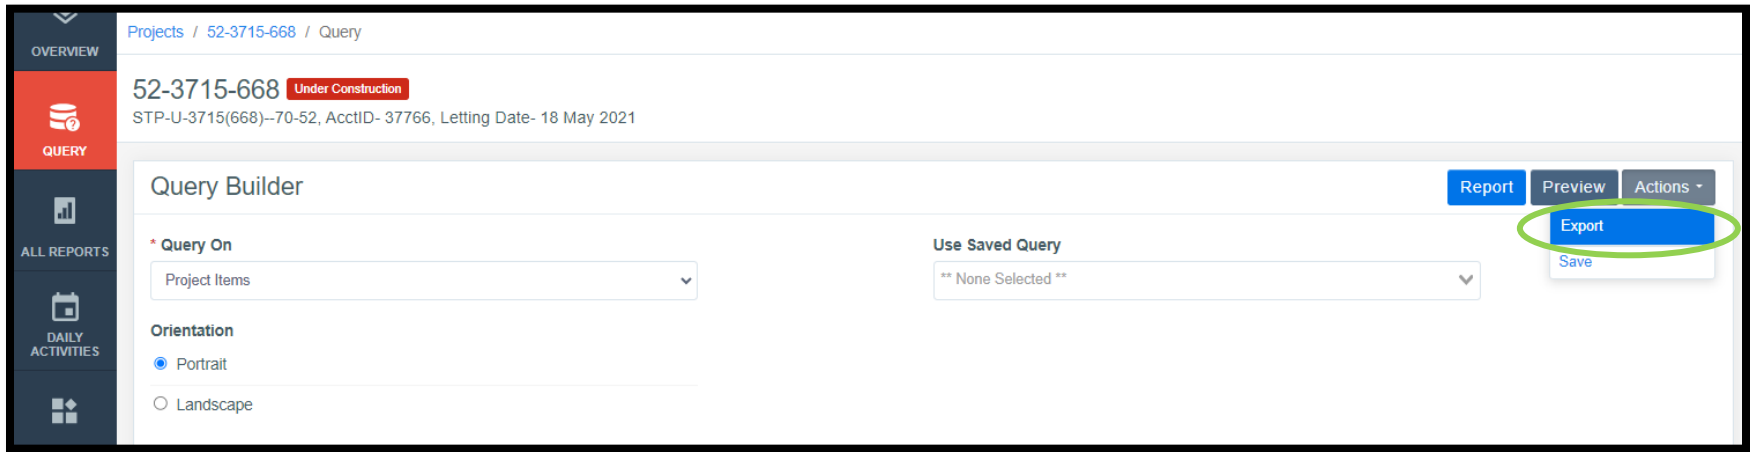 OVERVIEW
QUERY
ALL REPORTS
DAILY
ACTIVITIES
Projects / 52-3715-668 / Query
52-3715-668 Under Construction
STP-U-3715(668)--70-52, AcctID- 37766, Letting Date- 18 May 2021
Query Builder
Report Preview Actions
Export
Save
* Query On
Project Items
Use Saved Query
** None Selected **
Orientation
Portrait
Landscape